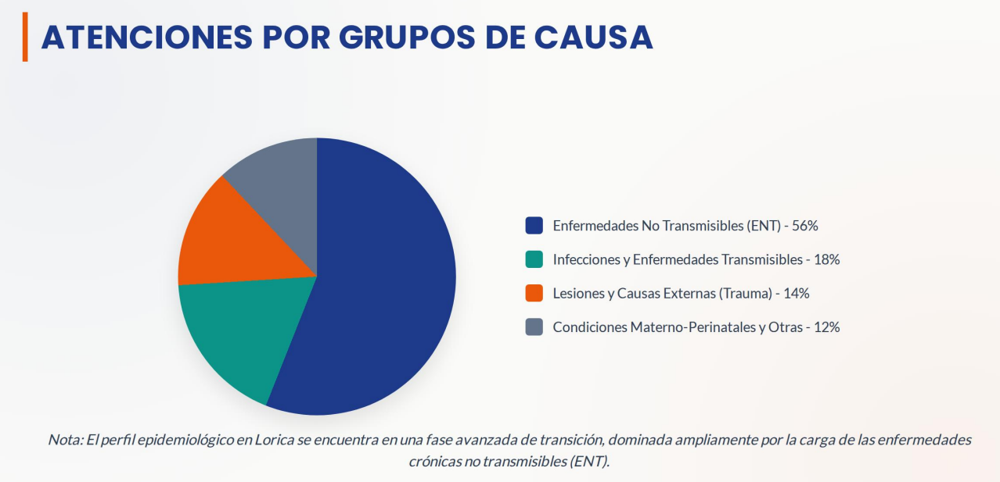 ATENCIONES POR GRUPOS DE CAUSA
Enfermedades No Transmisibles (ENT) - 56%
Infecciones y Enfermedades Transmisibles - 18%
Lesiones y Causas Externas (Trauma) - 14%
Condiciones Materno-Perinatales y Otras - 12%
Nota: El perfil epidemiológico en Lorica se encuentra en una fase avanzada de transición, dominada ampliamente por la carga de las enfermedades
crónicas no transmisibles (ENT).